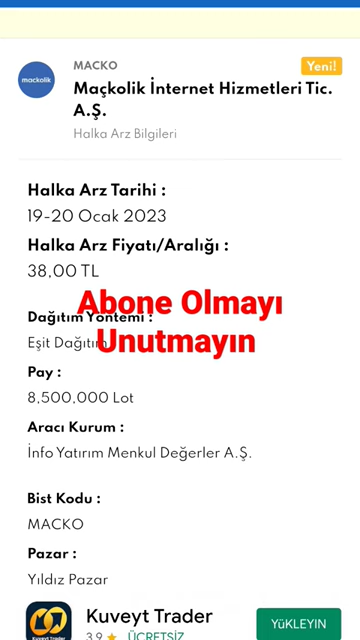 MACKO
Yeni!
mackolik
Maçkolik İnternet Hizmetleri Tic.
A.Ş.
Halka Arz Bilgileri
Halka Arz Tarihi :
19-20 Ocak 2023
Halka Arz Fiyatı/Aralığı :
38,00 TL
Abone Olmayı
Dağıtım Yöntemi :
Eşit Dağıtım
Unutmayın
Pay :
8,500,000 Lot
Aracı Kurum :
İnfo Yatırım Menkul Değerler A.Ş.
Bist Kodu :
MACKO
Pazar :
Yıldız Pazar
Kuveyt Trader
Kuveyt Trader
3,9 ★ ÜCRETSİZ
YÜKLEYİN